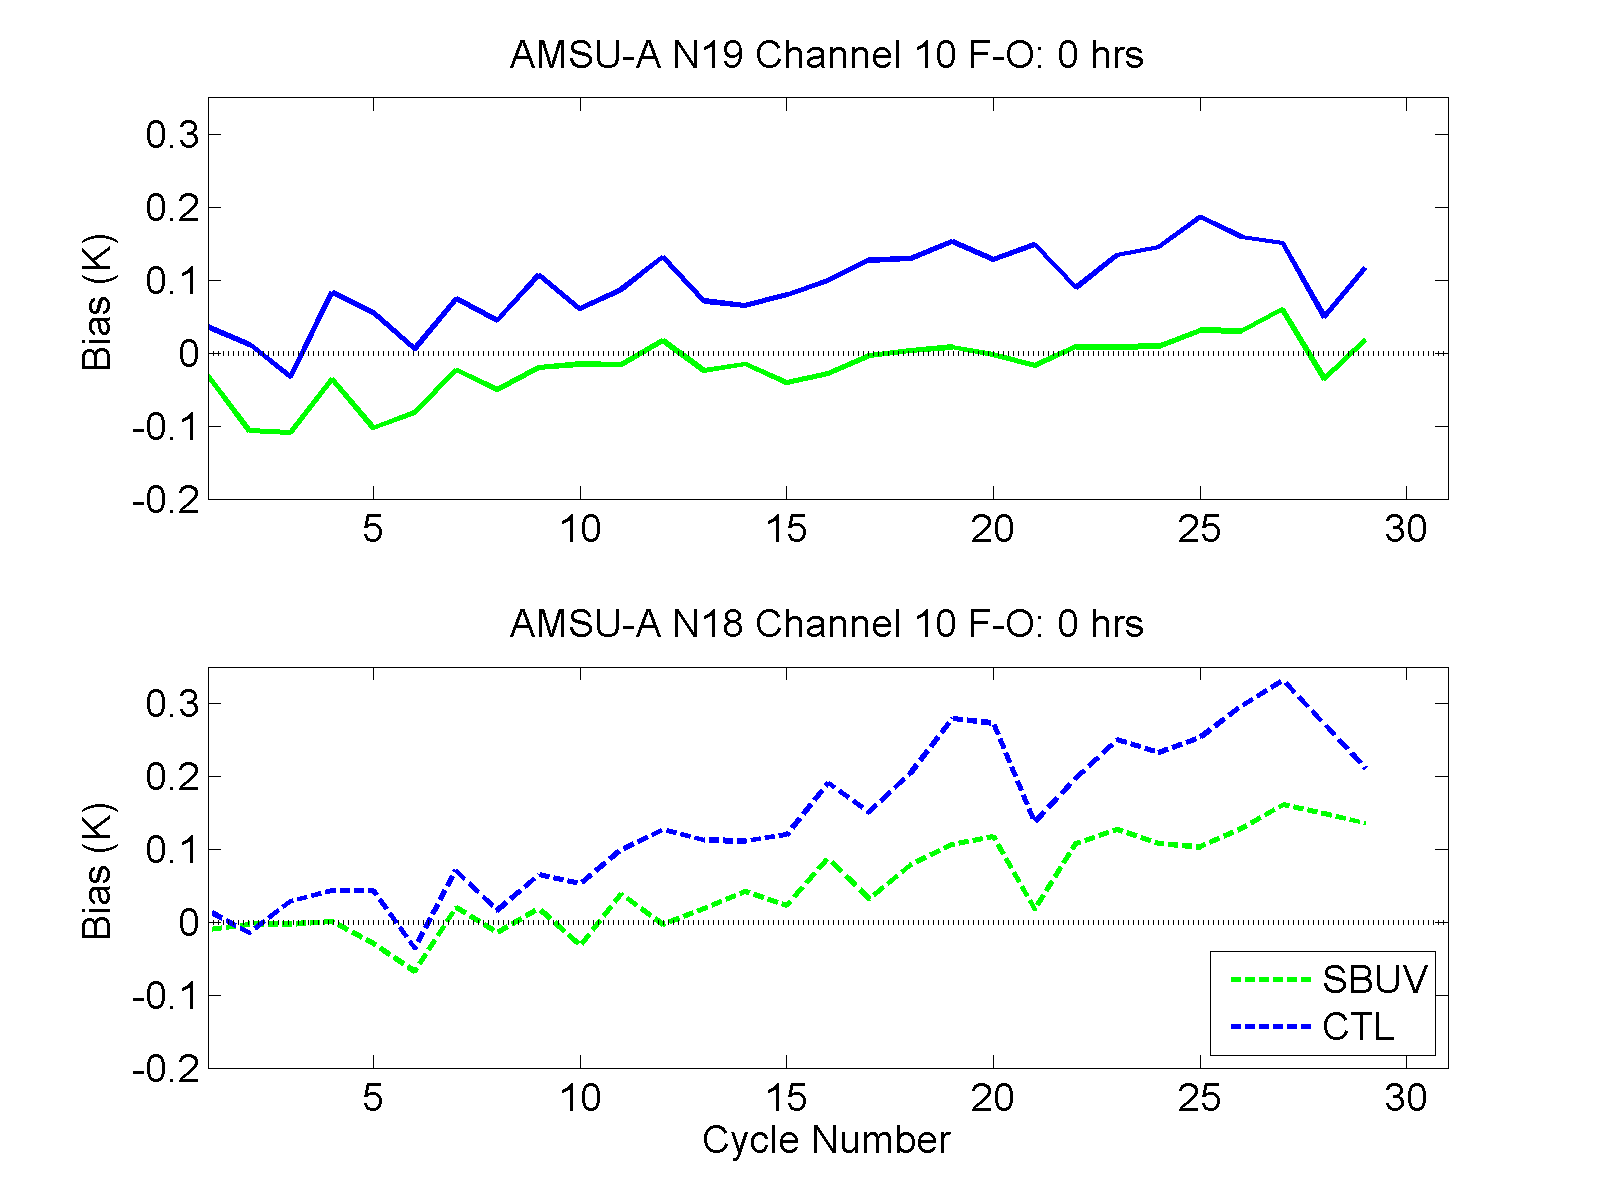 AMSU-A N19 Channel 10 F-O: 0 hrs
0.3
0.2
0.1
0
-0.1
-0.2
Bias (K)
5 10 15 20 25 30
AMSU-A N18 Channel 10 F-O: 0 hrs
0.3
0.2
0.1
0
-0.1
-0.2
Bias (K)
SBUV
CTL
5 10 15 20 25 30
Cycle Number